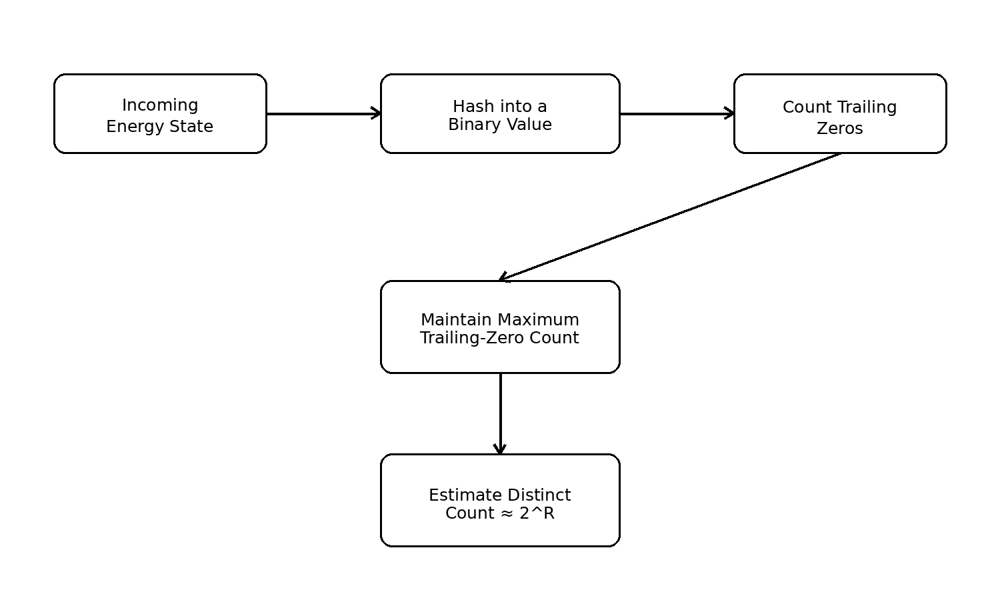 Incoming
Energy State
Hash into a
Binary Value
Count Trailing
Zeros
Maintain Maximum
Trailing-Zero Count
Estimate Distinct
Count ≈ 2^R